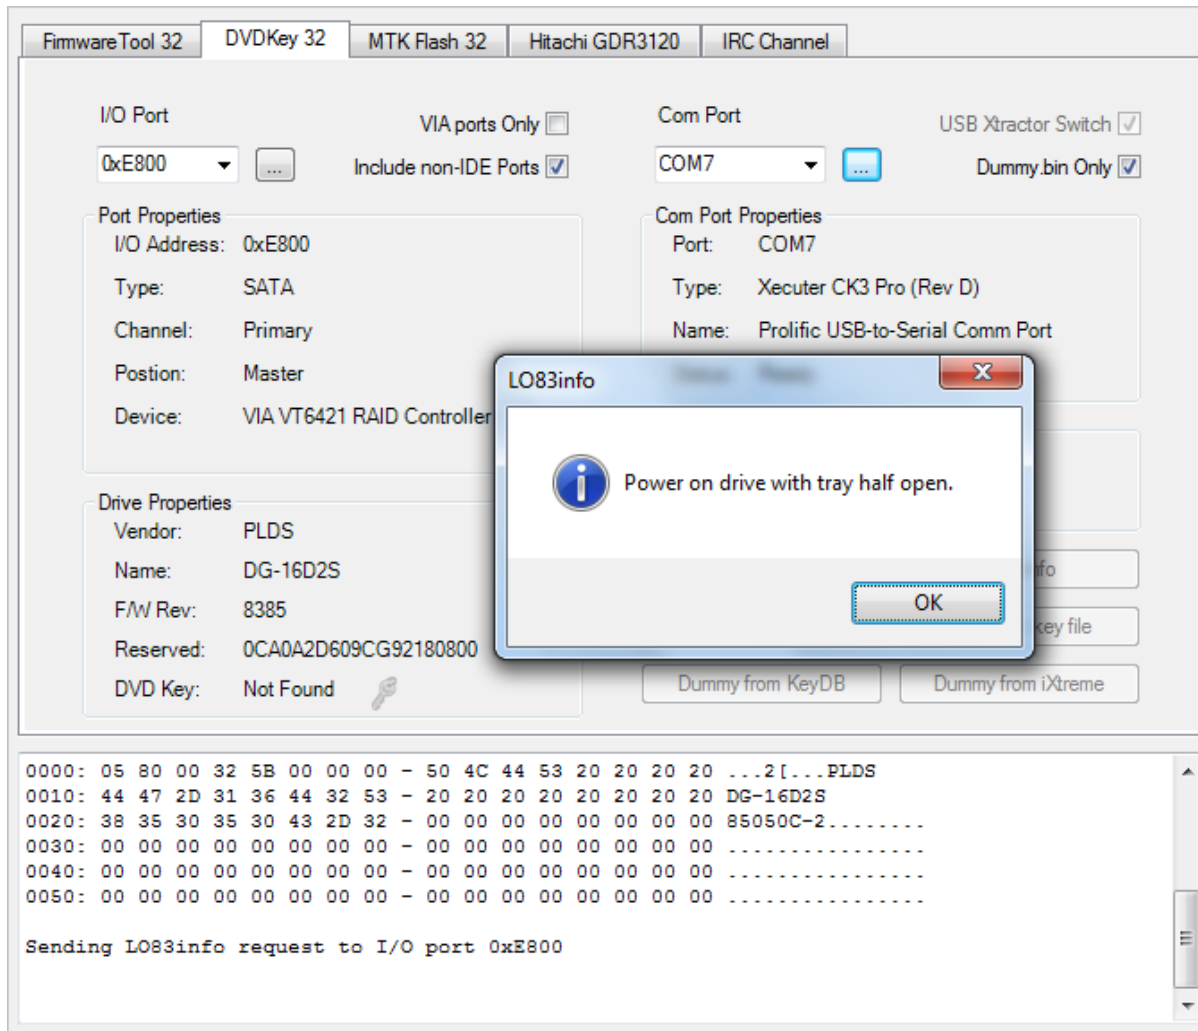 FirmwareTool 32 DVDKey 32 MTK Flash 32 Hitachi GDR3120 IRC Channel
I/O Port VIA ports Only Com Port USB Xtractor Switch
0xE800 ... Include non-IDE Ports COM7 ... Dummy.bin Only
Port Properties Com Port Properties
I/O Address: 0xE800 Port: COM7
Type: SATA Type: Xecuter CK3 Pro (Rev D)
Channel: Primary Name: Prolific USB-to-Serial Comm Port
Postion: Master
Device: VIA VT6421 RAID Controller
LO83info
Power on drive with tray half open.
OK
Drive Properties
Vendor: PLDS
Name: DG-16D2S
F/W Rev: 8385
Reserved: 0CA0A2D609CG92180800
key file
DVD Key: Not Found Dummy from KeyDB Dummy from iXtreme
0000: 05 80 00 32 5B 00 00 00 - 50 4C 44 53 20 20 20 20 ...2[...PLDS
0010: 44 47 2D 31 36 44 32 53 - 20 20 20 20 20 20 20 20 DG-16D2S
0020: 38 35 30 35 30 43 2D 32 - 00 00 00 00 00 00 00 00 85050C-2........
0030: 00 00 00 00 00 00 00 00 - 00 00 00 00 00 00 00 00 ................
0040: 00 00 00 00 00 00 00 00 - 00 00 00 00 00 00 00 00 ................
0050: 00 00 00 00 00 00 00 00 - 00 00 00 00 00 00 00 00 ................
Sending LO83info request to I/O port 0xE800